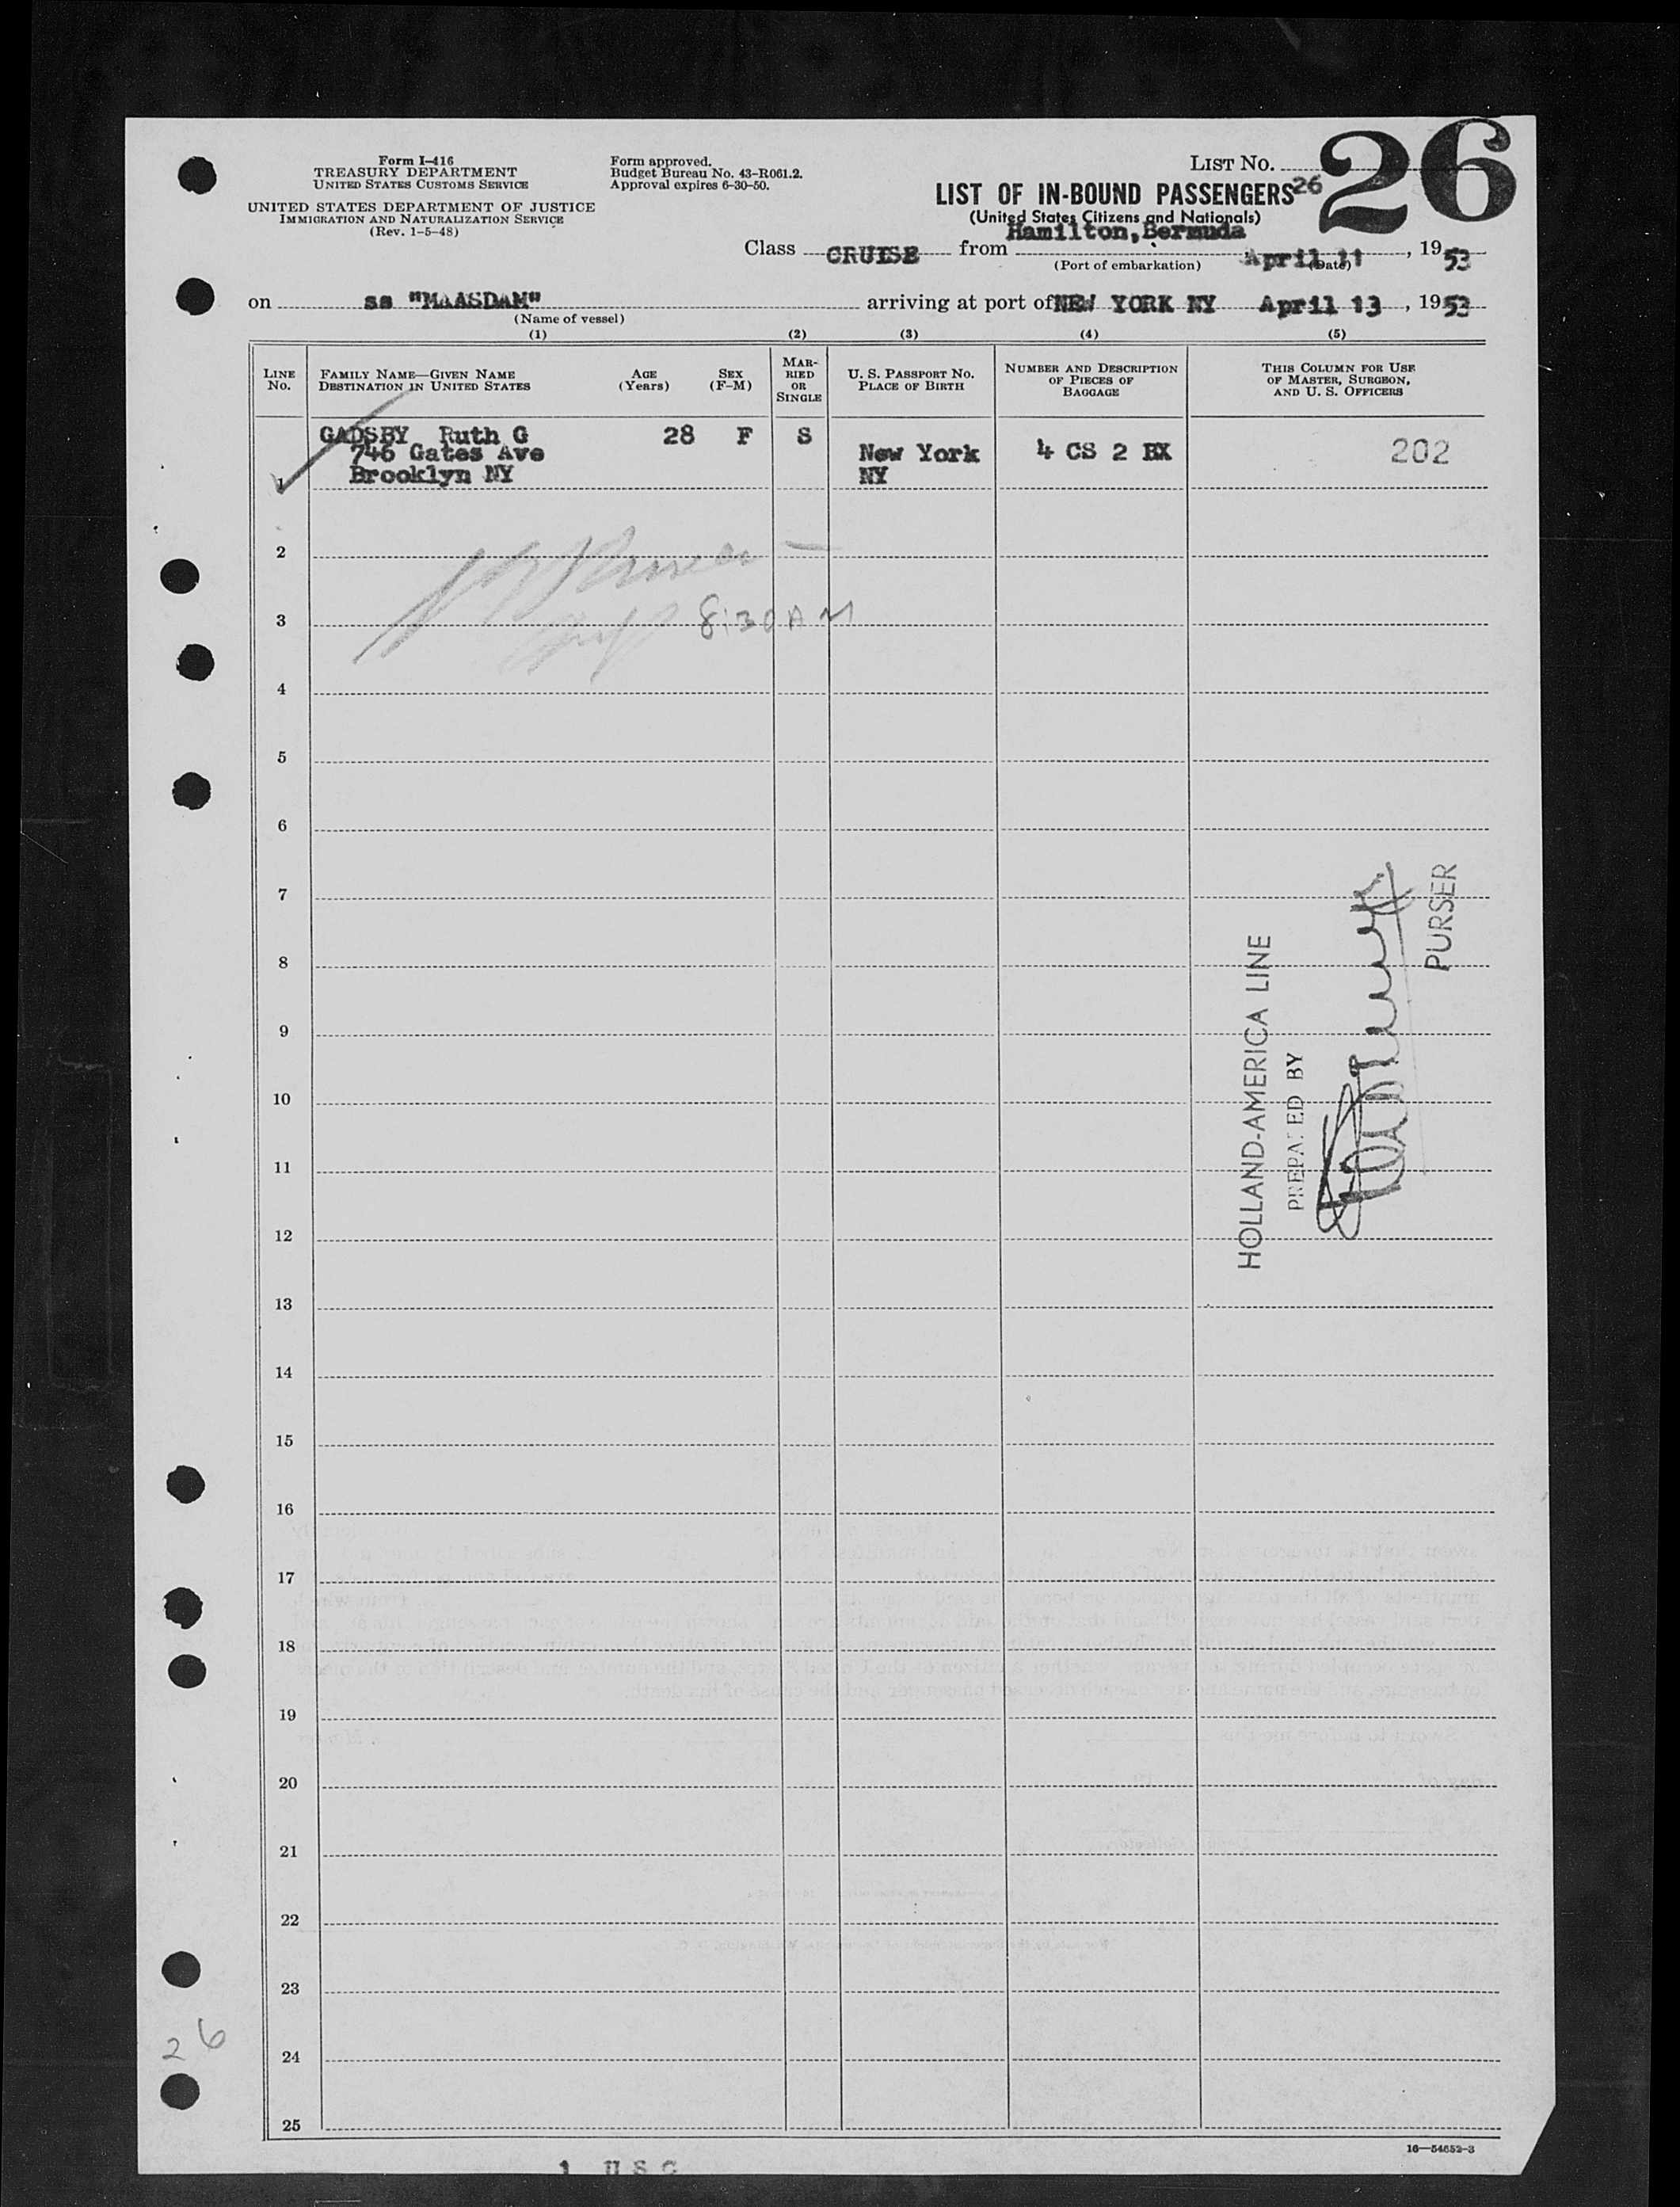 Form I-416
TREASURY DEPARTMENT
UNITED STATES CUSTOMS SERVICE
UNITED STATES DEPARTMENT OF JUSTICE
IMMIGRATION AND NATURALIZATION SERVICE
(Rev. 1-5-48)
Form approved.
Budget Bureau No. 43-R061.2.
Approval expires 6-30-50.
LIST No. 26
26
LIST OF IN-BOUND PASSENGERS
(United States Citizens and Nationals)
Class CRUISE from Hamilton, Bermuda April 11, 1953
(Port of embarkation) (Date)
on ss "MAASDAM" arriving at port of NEW YORK NY April 13, 1953
(Name of vessel)
(1) (2) (3) (4) (5)
LINE No.
FAMILY NAME—GIVEN NAME
DESTINATION IN UNITED STATES
AGE (Years)
SEX (F-M)
MARRIED OR SINGLE
U. S. PASSPORT NO.
PLACE OF BIRTH
NUMBER AND DESCRIPTION OF PIECES OF BAGGAGE
THIS COLUMN FOR USE OF MASTER, SURGEON, AND U. S. OFFICERS
GADSBY Ruth G 28 F S
746 Gates Ave New York 4 CS 2 BX 202
Brooklyn NY NY
1
2
3 8:30 AM
4
5
6
7
8
9
10
11
12
13
14
15
16
17
18
19
20
21
22
23
24
25
HOLLAND-AMERICA LINE
PREPARED BY
PURSER
26
16—54652-3
1 USC